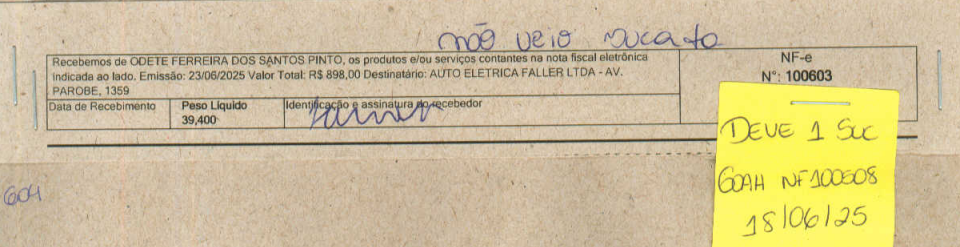 não veio sucata
Recebemos de ODETE FERREIRA DOS SANTOS PINTO, os produtos e/ou serviços contantes na nota fiscal eletrônica
indicada ao lado. Emissão: 23/06/2025 Valor Total: R$ 898,00 Destinatário: AUTO ELETRICA FALLER LTDA - AV.
PAROBE, 1359
NF-e
N°: 100603
Data de Recebimento
Peso Líquido
39,400
Identificação e assinatura do recebedor
DEVE 1 SUC
60AH NF100508
18/06/25
604